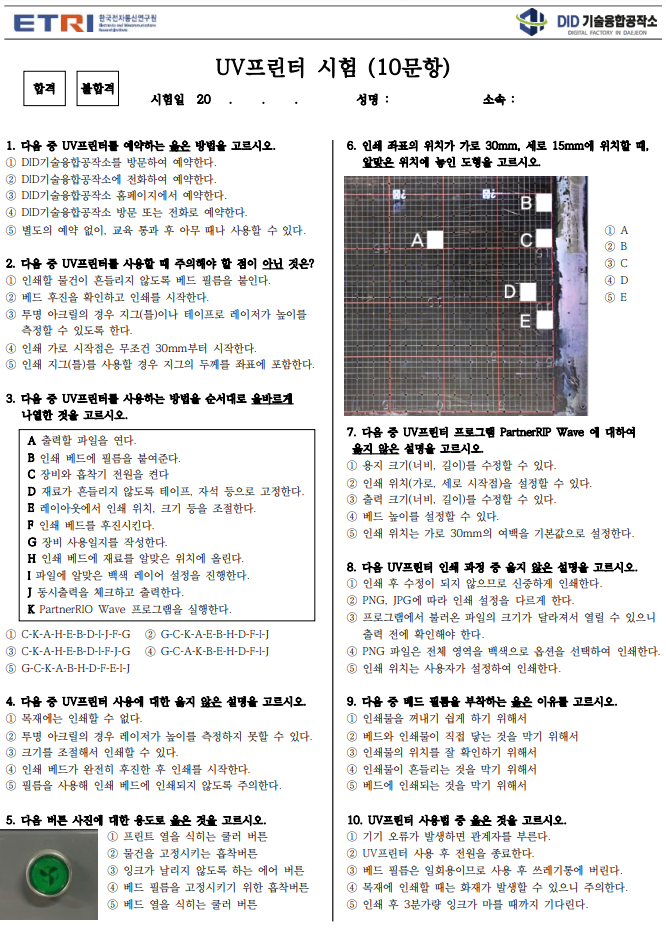 ETRI 한국전자통신연구원
Electronics and Telecommunications
Research Institute
DID 기술융합공작소
DIGITAL FACTORY IN DAEJEON
UV프린터 시험 (10문항)
합격 불합격
시험일 20 . . . 성명 : 소속 :
1. 다음 중 UV프린터를 예약하는 옳은 방법을 고르시오.
① DID기술융합공작소를 방문하여 예약한다.
② DID기술융합공작소에 전화하여 예약한다.
③ DID기술융합공작소 홈페이지에서 예약한다.
④ DID기술융합공작소 방문 또는 전화로 예약한다.
⑤ 별도의 예약 없이, 교육 통과 후 아무 때나 사용할 수 있다.
2. 다음 중 UV프린터를 사용할 때 주의해야 할 점이 아닌 것은?
① 인쇄할 물건이 흔들리지 않도록 베드 필름을 붙인다.
② 베드 후진을 확인하고 인쇄를 시작한다.
③ 투명 아크릴의 경우 지그(틀)이나 테이프로 레이저가 높이를
측정할 수 있도록 한다.
④ 인쇄 가로 시작점은 무조건 30mm부터 시작한다.
⑤ 인쇄 지그(틀)를 사용할 경우 지그의 두께를 좌표에 포함한다.
3. 다음 중 UV프린터를 사용하는 방법을 순서대로 올바르게
나열한 것을 고르시오.
A 출력할 파일을 연다.
B 인쇄 베드에 필름을 붙여준다.
C 장비와 흡착기 전원을 켠다
D 재료가 흔들리지 않도록 테이프, 자석 등으로 고정한다.
E 레이아웃에서 인쇄 위치, 크기 등을 조절한다.
F 인쇄 베드를 후진시킨다.
G 장비 사용일지를 작성한다.
H 인쇄 베드에 재료를 알맞은 위치에 올린다.
I 파일에 알맞은 백색 레이어 설정을 진행한다.
J 동시출력을 체크하고 출력한다.
K PartnerRIO Wave 프로그램을 실행한다.
① C-K-A-H-E-B-D-I-J-F-G ② G-C-K-A-E-B-H-D-F-I-J
③ C-K-A-H-E-B-D-I-F-J-G ④ G-C-A-K-B-E-H-D-F-I-J
⑤ G-C-K-A-B-H-D-F-E-I-J
4. 다음 중 UV프린터 사용에 대한 옳지 않은 설명을 고르시오.
① 목재에는 인쇄할 수 없다.
② 투명 아크릴의 경우 레이저가 높이를 측정하지 못할 수 있다.
③ 크기를 조절해서 인쇄할 수 있다.
④ 인쇄 베드가 완전히 후진한 후 인쇄를 시작한다.
⑤ 필름을 사용해 인쇄 베드에 인쇄되지 않도록 주의한다.
5. 다음 버튼 사진에 대한 용도로 옳은 것을 고르시오.
① 프린트 열을 식히는 쿨러 버튼
② 물건을 고정시키는 흡착버튼
③ 잉크가 날리지 않도록 하는 에어 버튼
④ 베드 필름을 고정시키기 위한 흡착버튼
⑤ 베드 열을 식히는 쿨러 버튼
6. 인쇄 좌표의 위치가 가로 30mm, 세로 15mm에 위치할 때,
알맞은 위치에 놓인 도형을 고르시오.
B
A
C
D
E
① A
② B
③ C
④ D
⑤ E
7. 다음 중 UV프린터 프로그램 PartnerRIP Wave 에 대하여
옳지 않은 설명을 고르시오.
① 용지 크기(너비, 길이)를 수정할 수 있다.
② 인쇄 위치(가로, 세로 시작점)을 설정할 수 있다.
③ 출력 크기(너비, 길이)를 수정할 수 있다.
④ 베드 높이를 설정할 수 있다.
⑤ 인쇄 위치는 가로 30mm의 여백을 기본값으로 설정한다.
8. 다음 UV프린터 인쇄 과정 중 옳지 않은 설명을 고르시오.
① 인쇄 후 수정이 되지 않으므로 신중하게 인쇄한다.
② PNG, JPG에 따라 인쇄 설정을 다르게 한다.
③ 프로그램에서 불러온 파일의 크기가 달라져서 열릴 수 있으니
출력 전에 확인해야 한다.
④ PNG 파일은 전체 영역을 백색으로 옵션을 선택하여 인쇄한다.
⑤ 인쇄 위치는 사용자가 설정하여 인쇄한다.
9. 다음 중 베드 필름을 부착하는 옳은 이유를 고르시오.
① 인쇄물을 꺼내기 쉽게 하기 위해서
② 베드와 인쇄물이 직접 닿는 것을 막기 위해서
③ 인쇄물의 위치를 잘 확인하기 위해서
④ 인쇄물이 흔들리는 것을 막기 위해서
⑤ 베드에 인쇄되는 것을 막기 위해서
10. UV프린터 사용법 중 옳은 것을 고르시오.
① 기기 오류가 발생하면 관계자를 부른다.
② UV프린터 사용 후 전원을 종료한다.
③ 베드 필름은 일회용이므로 사용 후 쓰레기통에 버린다.
④ 목재에 인쇄할 때는 화재가 발생할 수 있으니 주의한다.
⑤ 인쇄 후 3분가량 잉크가 마를 때까지 기다린다.